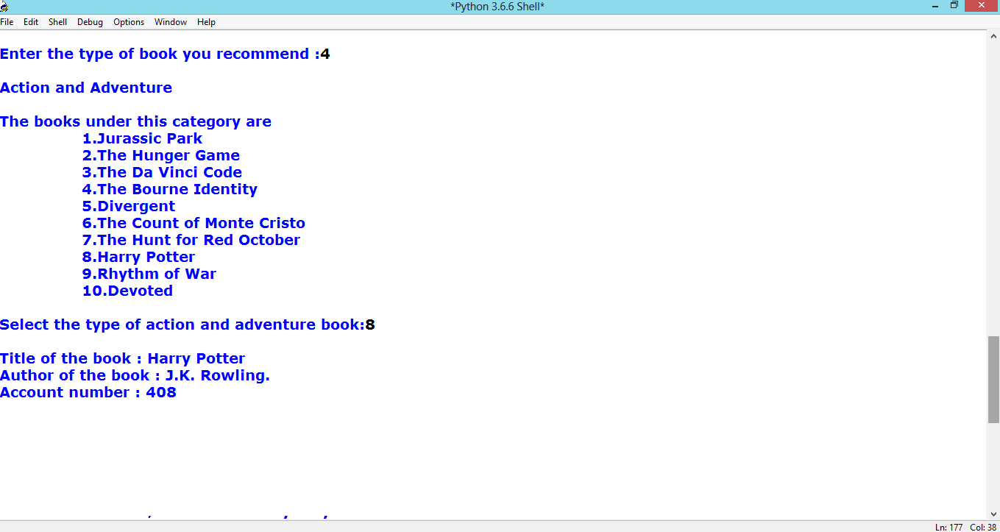 *Python 3.6.6 Shell*
File Edit Shell Debug Options Window Help
Enter the type of book you recommend :4
Action and Adventure
The books under this category are
1.Jurassic Park
2.The Hunger Game
3.The Da Vinci Code
4.The Bourne Identity
5.Divergent
6.The Count of Monte Cristo
7.The Hunt for Red October
8.Harry Potter
9.Rhythm of War
10.Devoted
Select the type of action and adventure book:8
Title of the book : Harry Potter
Author of the book : J.K. Rowling.
Account number : 408
Ln: 177 Col: 38